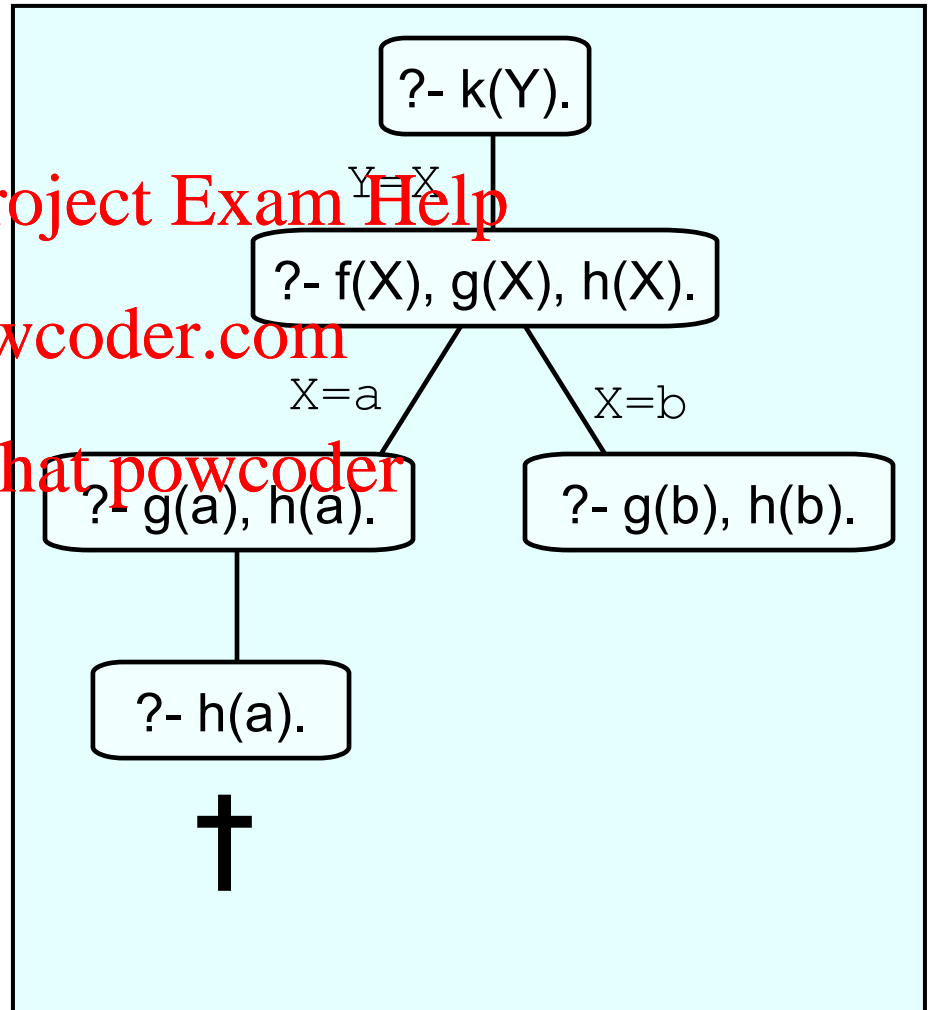 ?- k(Y).
Y=X
roject Exam Help
?- f(X), g(X), h(X).
wcoder.com
X=a
X=b
hat powcoder
?- g(a), h(a).
?- g(b), h(b).
?- h(a).
†